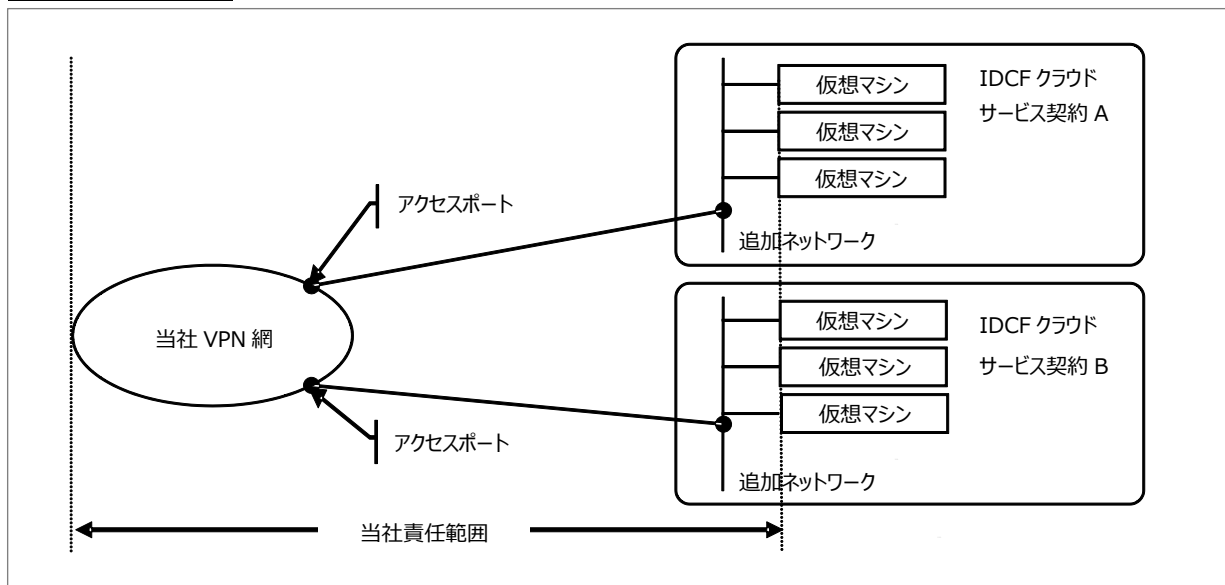 仮想マシン
仮想マシン
仮想マシン
IDCF クラウド
サービス契約 A
追加ネットワーク
アクセスポート
当社 VPN 網
アクセスポート
仮想マシン
仮想マシン
仮想マシン
IDCF クラウド
サービス契約 B
追加ネットワーク
当社責任範囲